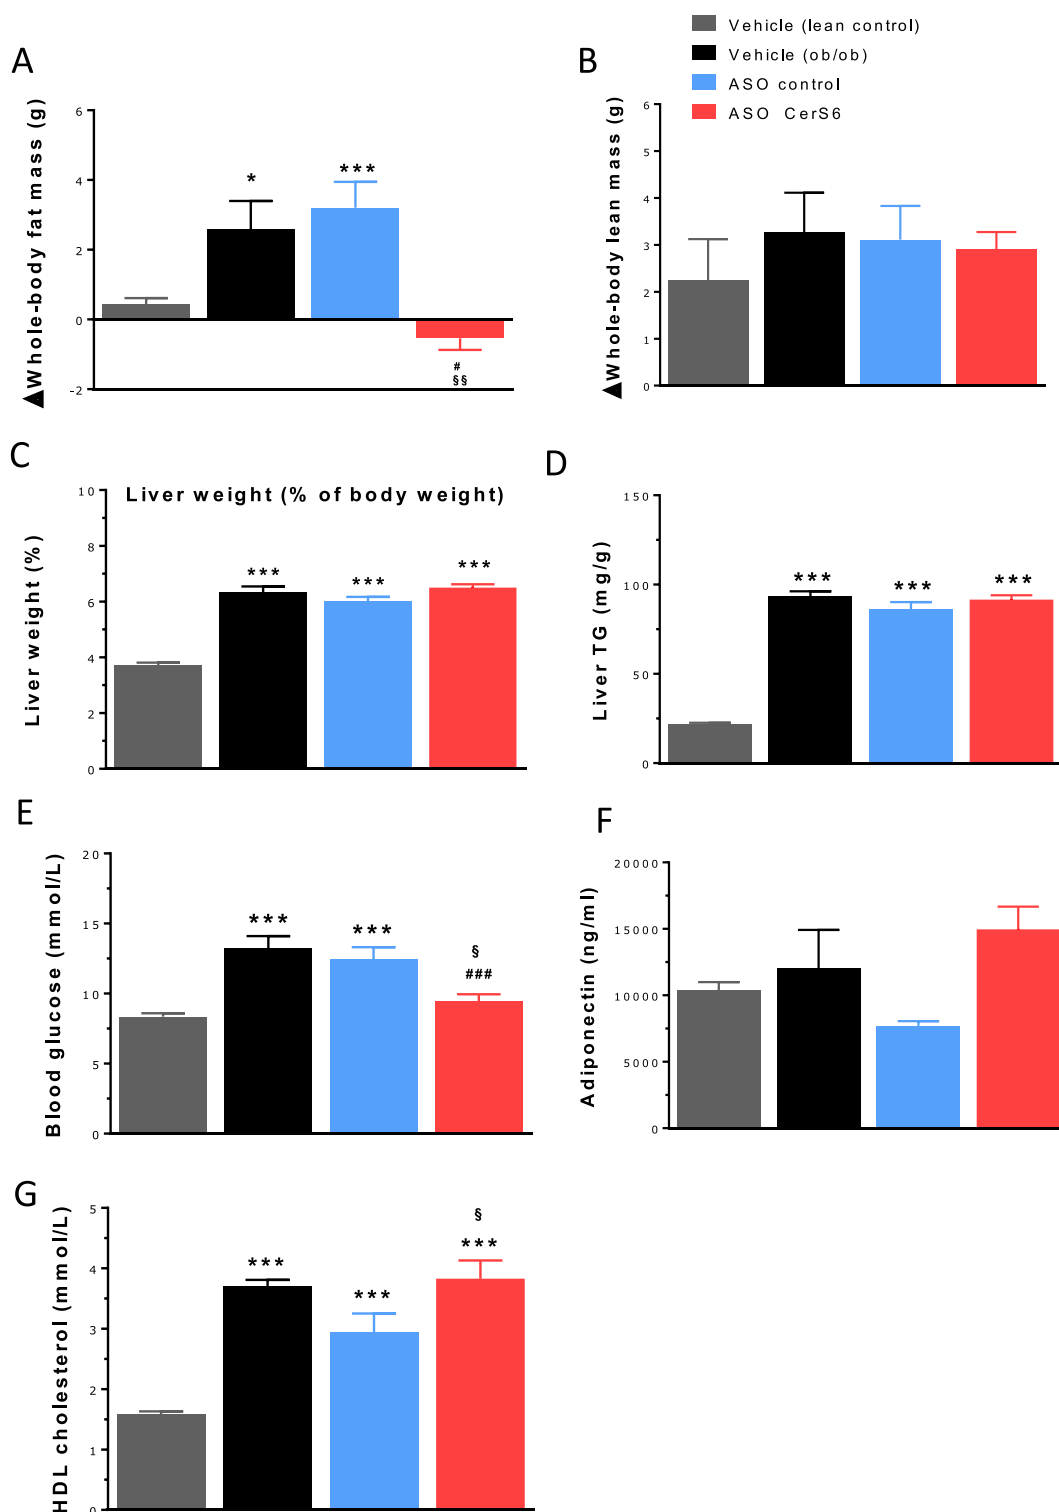 Vehicle (lean control)
Vehicle (ob/ob)
ASO control
ASO CerS6
A
▲Whole-body fat mass (g)
6
4
2
0
-2
*
***
#
§§
B
▲Whole-body lean mass (g)
6
5
4
3
2
1
0
C
Liver weight (% of body weight)
Liver weight (%)
10
8
6
4
2
0
***
***
***
D
Liver TG (mg/g)
150
100
50
0
***
***
***
E
Blood glucose (mmol/L)
20
15
10
5
0
***
***
§
###
F
Adiponectin (ng/ml)
20000
15000
10000
5000
0
G
HDL cholesterol (mmol/L)
5
4
3
2
1
0
***
***
§
***